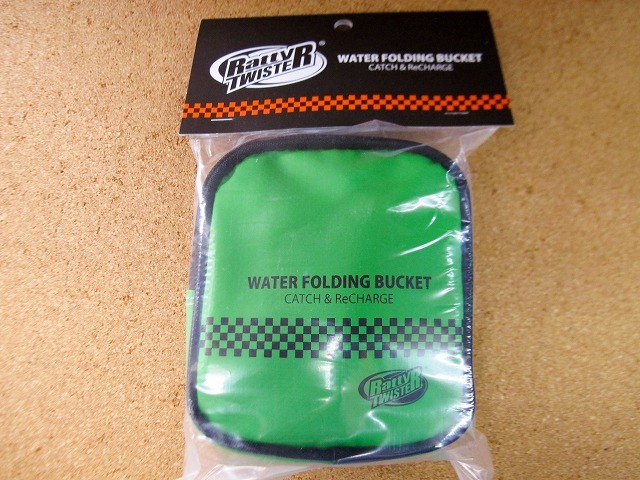 RattyR
TWISTER
®
WATER FOLDING BUCKET
CATCH & ReCHARGE
WATER FOLDING BUCKET
CATCH & ReCHARGE
RattyR
TWISTER